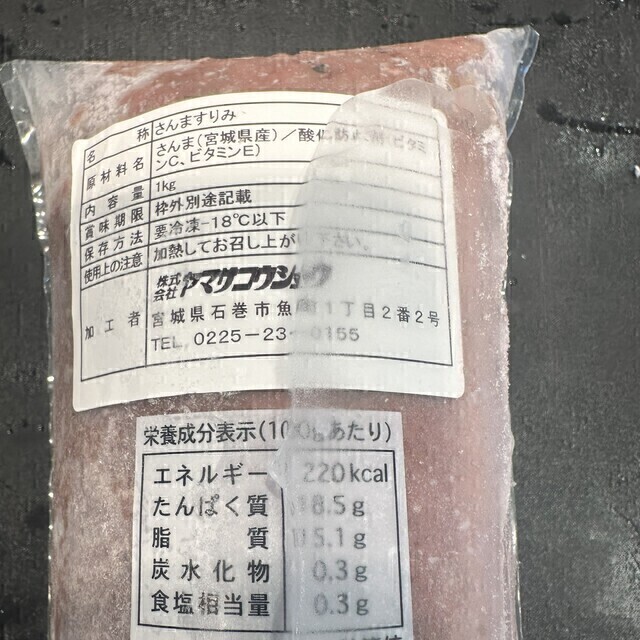 名 称 さんますりみ
原材料名 さんま(宮城県産)/酸化防止剤(ビタミ
ンC、ビタミンE)
内容量 1kg
賞味期限 枠外別途記載
保存方法 要冷凍-18℃以下
使用上の注意 加熱してお召し上がり下さい。
株式会社 ヤマサコウショウ
加工者 宮城県石巻市魚町1丁目2番2号
TEL 0225-23-0155
栄養成分表示(100gあたり)
エネルギー 220kcal
たんぱく質 18.5g
脂質 15.1g
炭水化物 0.3g
食塩相当量 0.3g